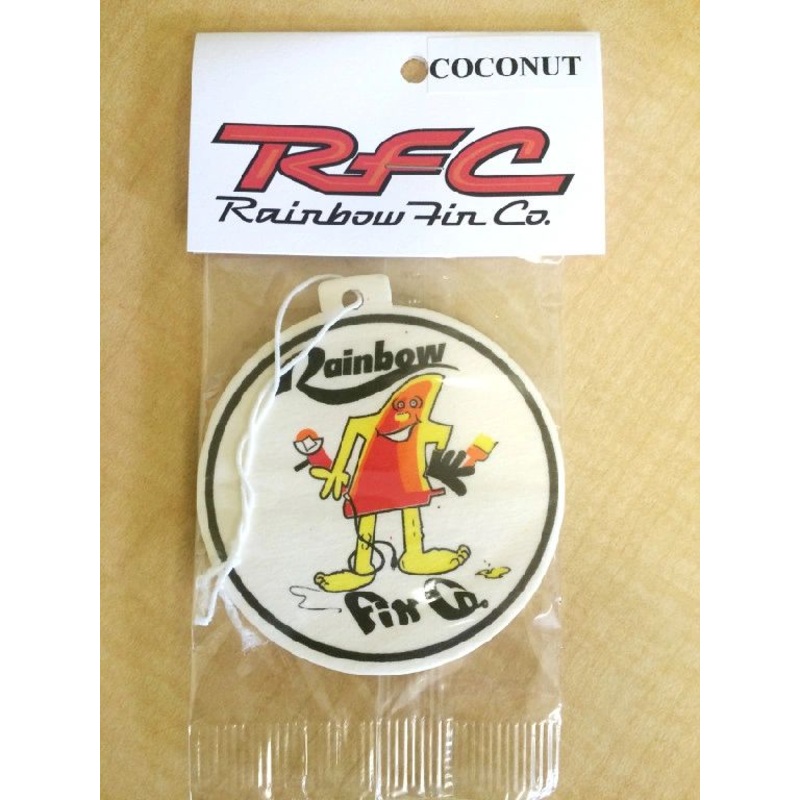 COCONUT
RFC
Rainbow Fin Co.
Rainbow
Fin Co.